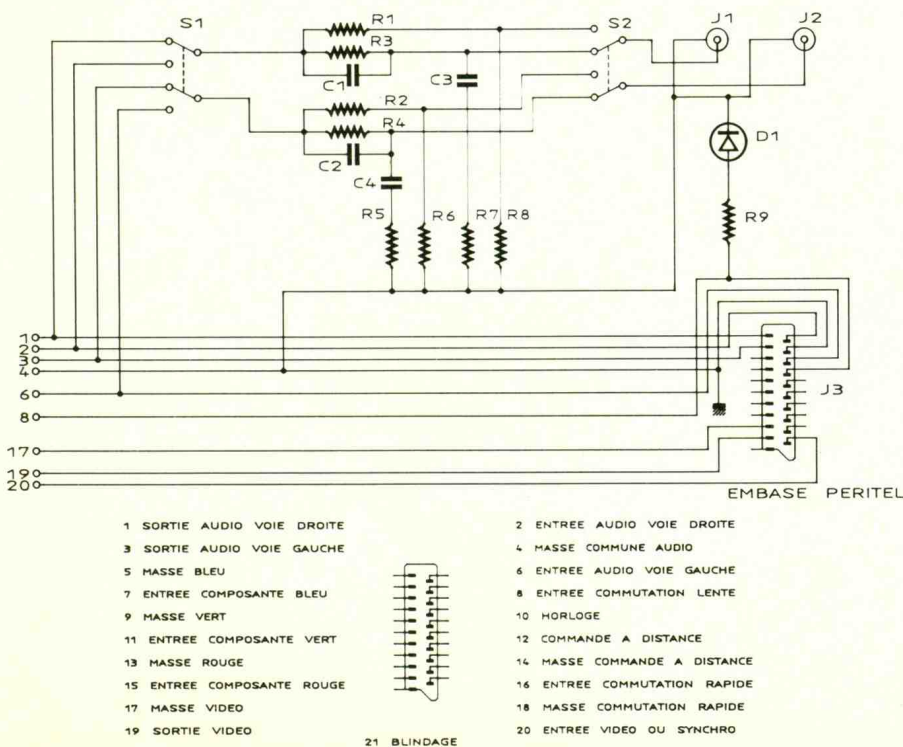 S1
R1
R3
C1
C3
S2
J1
J2
R2
R4
C2
C4
D1
R5
R6
R7
R8
R9
1
2
3
4
6
8
17
19
20
J3
EMBASE PERITEL
1 SORTIE AUDIO VOIE DROITE
3 SORTIE AUDIO VOIE GAUCHE
5 MASSE BLEU
7 ENTREE COMPOSANTE BLEU
9 MASSE VERT
11 ENTREE COMPOSANTE VERT
13 MASSE ROUGE
15 ENTREE COMPOSANTE ROUGE
17 MASSE VIDEO
19 SORTIE VIDEO
21 BLINDAGE
2 ENTREE AUDIO VOIE DROITE
4 MASSE COMMUNE AUDIO
6 ENTREE AUDIO VOIE GAUCHE
8 ENTREE COMMUTATION LENTE
10 HORLOGE
12 COMMANDE A DISTANCE
14 MASSE COMMANDE A DISTANCE
16 ENTREE COMMUTATION RAPIDE
18 MASSE COMMUTATION RAPIDE
20 ENTREE VIDEO OU SYNCHRO